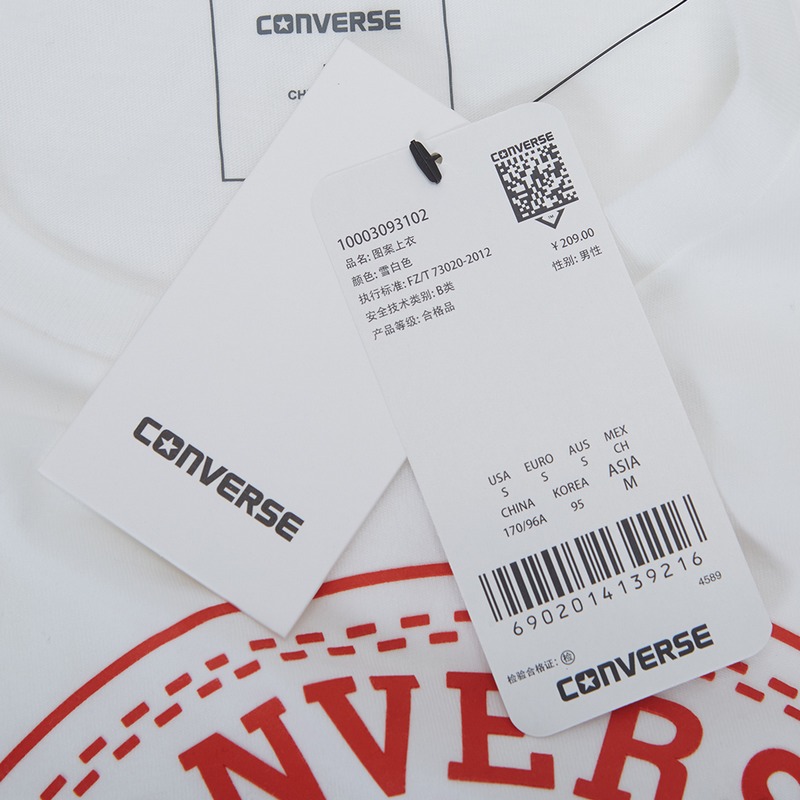 CONVERSE
CH
CONVERSE
10003093102
品名: 图案上衣
颜色: 雪白色
执行标准: FZ/T 73020-2012
安全技术类别: B类
产品等级: 合格品
¥ 209.00
性别: 男性
USA EURO AUS MEX
S S S CH
CHINA KOREA ASIA
170/96A 95 M
6902014139216
4589
检验合格证: 检
CONVERSE
CONVERSE
NVERS